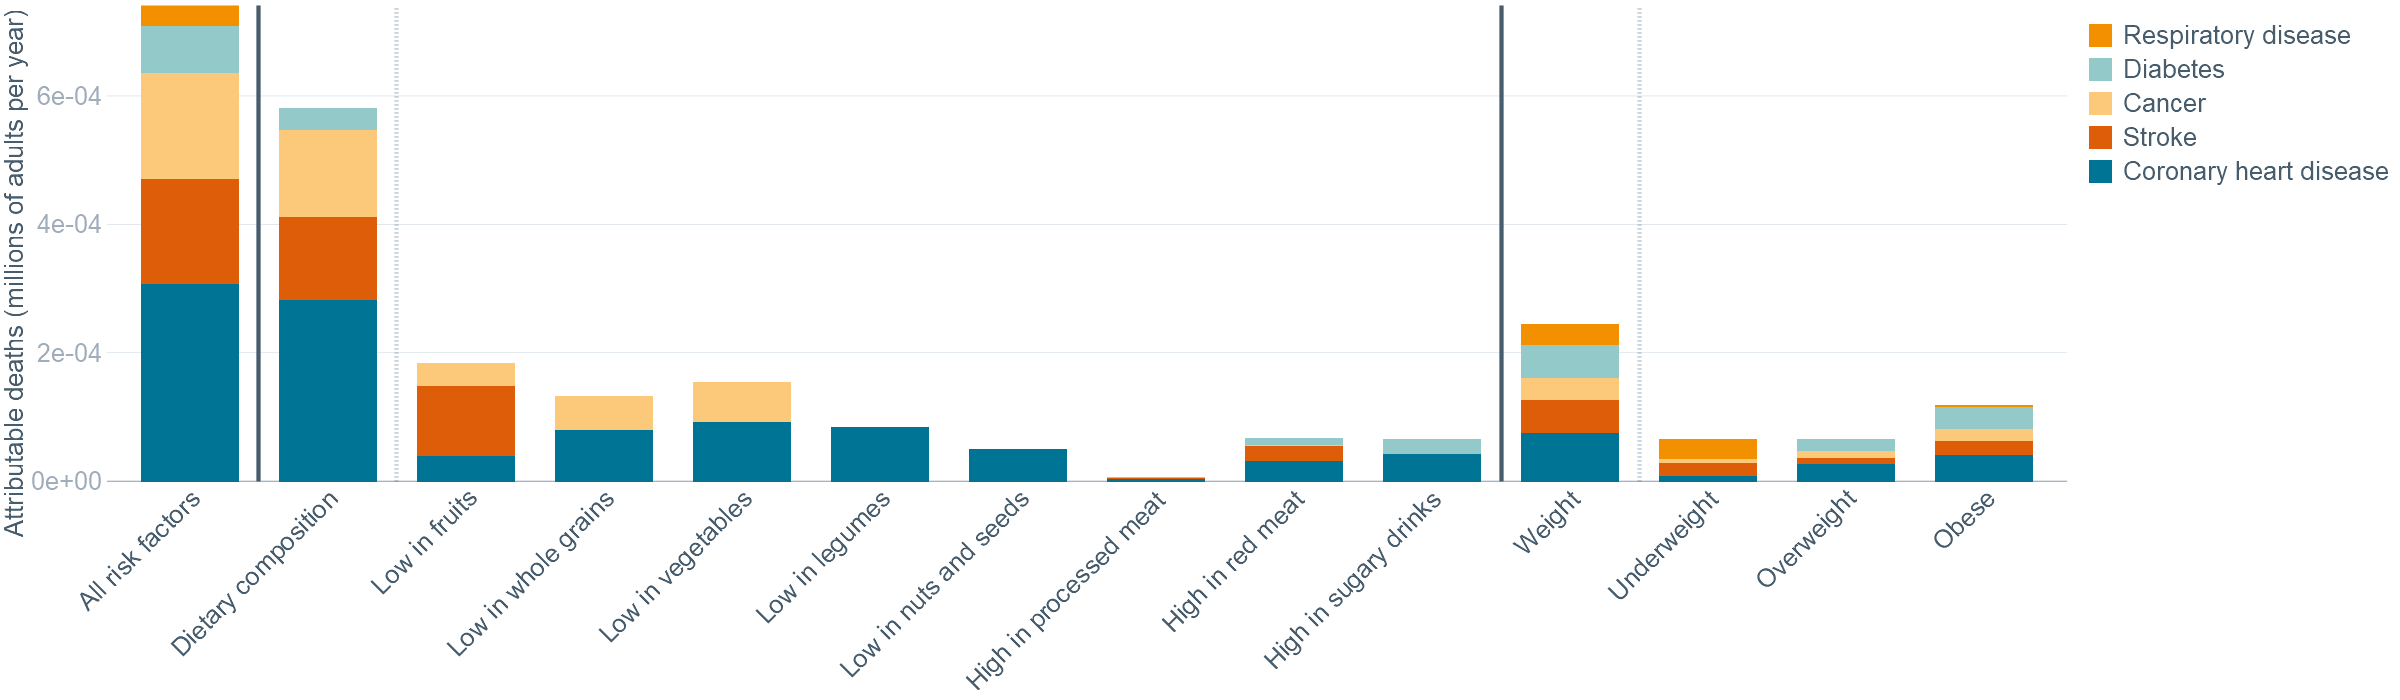 Attributable deaths (millions of adults per year)
6e-04
4e-04
2e-04
0e+00
All risk factors
Dietary composition
Low in fruits
Low in whole grains
Low in vegetables
Low in legumes
Low in nuts and seeds
High in processed meat
High in red meat
High in sugary drinks
Weight
Underweight
Overweight
Obese
Respiratory disease
Diabetes
Cancer
Stroke
Coronary heart disease